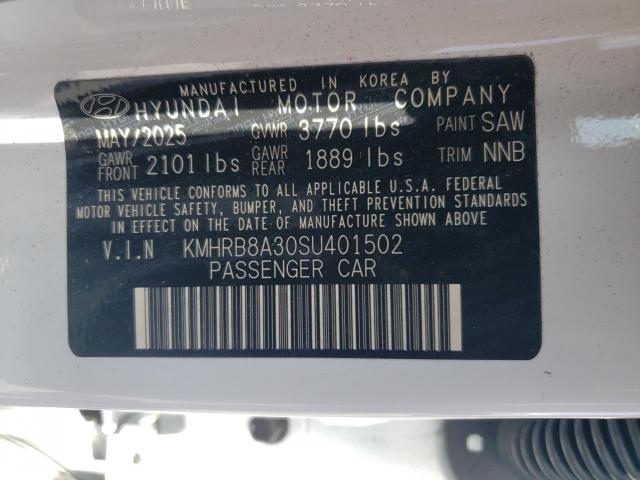 MANUFACTURED IN KOREA BY
HYUNDAI MOTOR COMPANY
MAY/2025 GVWR 3770 lbs PAINT SAW
GAWR FRONT 2101 lbs GAWR REAR 1889 lbs TRIM NNB
THIS VEHICLE CONFORMS TO ALL APPLICABLE U.S.A. FEDERAL
MOTOR VEHICLE SAFETY, BUMPER, AND THEFT PREVENTION STANDARDS
IN EFFECT ON THE DATE OF MANUFACTURE SHOWN ABOVE
V.I.N KMHRB8A30SU401502
PASSENGER CAR